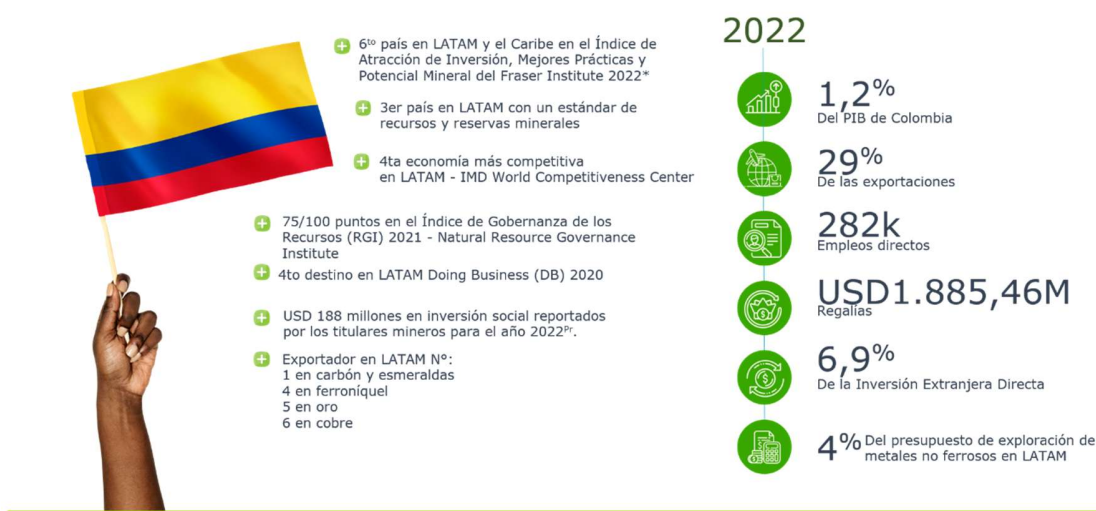 6to país en LATAM y el Caribe en el Índice de
Atracción de Inversión, Mejores Prácticas y
Potencial Mineral del Fraser Institute 2022*
3er país en LATAM con un estándar de
recursos y reservas minerales
4ta economía más competitiva
en LATAM - IMD World Competitiveness Center
75/100 puntos en el Índice de Gobernanza de los
Recursos (RGI) 2021 - Natural Resource Governance
Institute
4to destino en LATAM Doing Business (DB) 2020
USD 188 millones en inversión social reportados
por los titulares mineros para el año 2022Pr.
Exportador en LATAM N°:
1 en carbón y esmeraldas
4 en ferroníquel
5 en oro
6 en cobre
2022
1,2%
Del PIB de Colombia
29%
De las exportaciones
282k
Empleos directos
USD1.885,46M
Regalías
6,9%
De la Inversión Extranjera Directa
4% Del presupuesto de exploración de
metales no ferrosos en LATAM